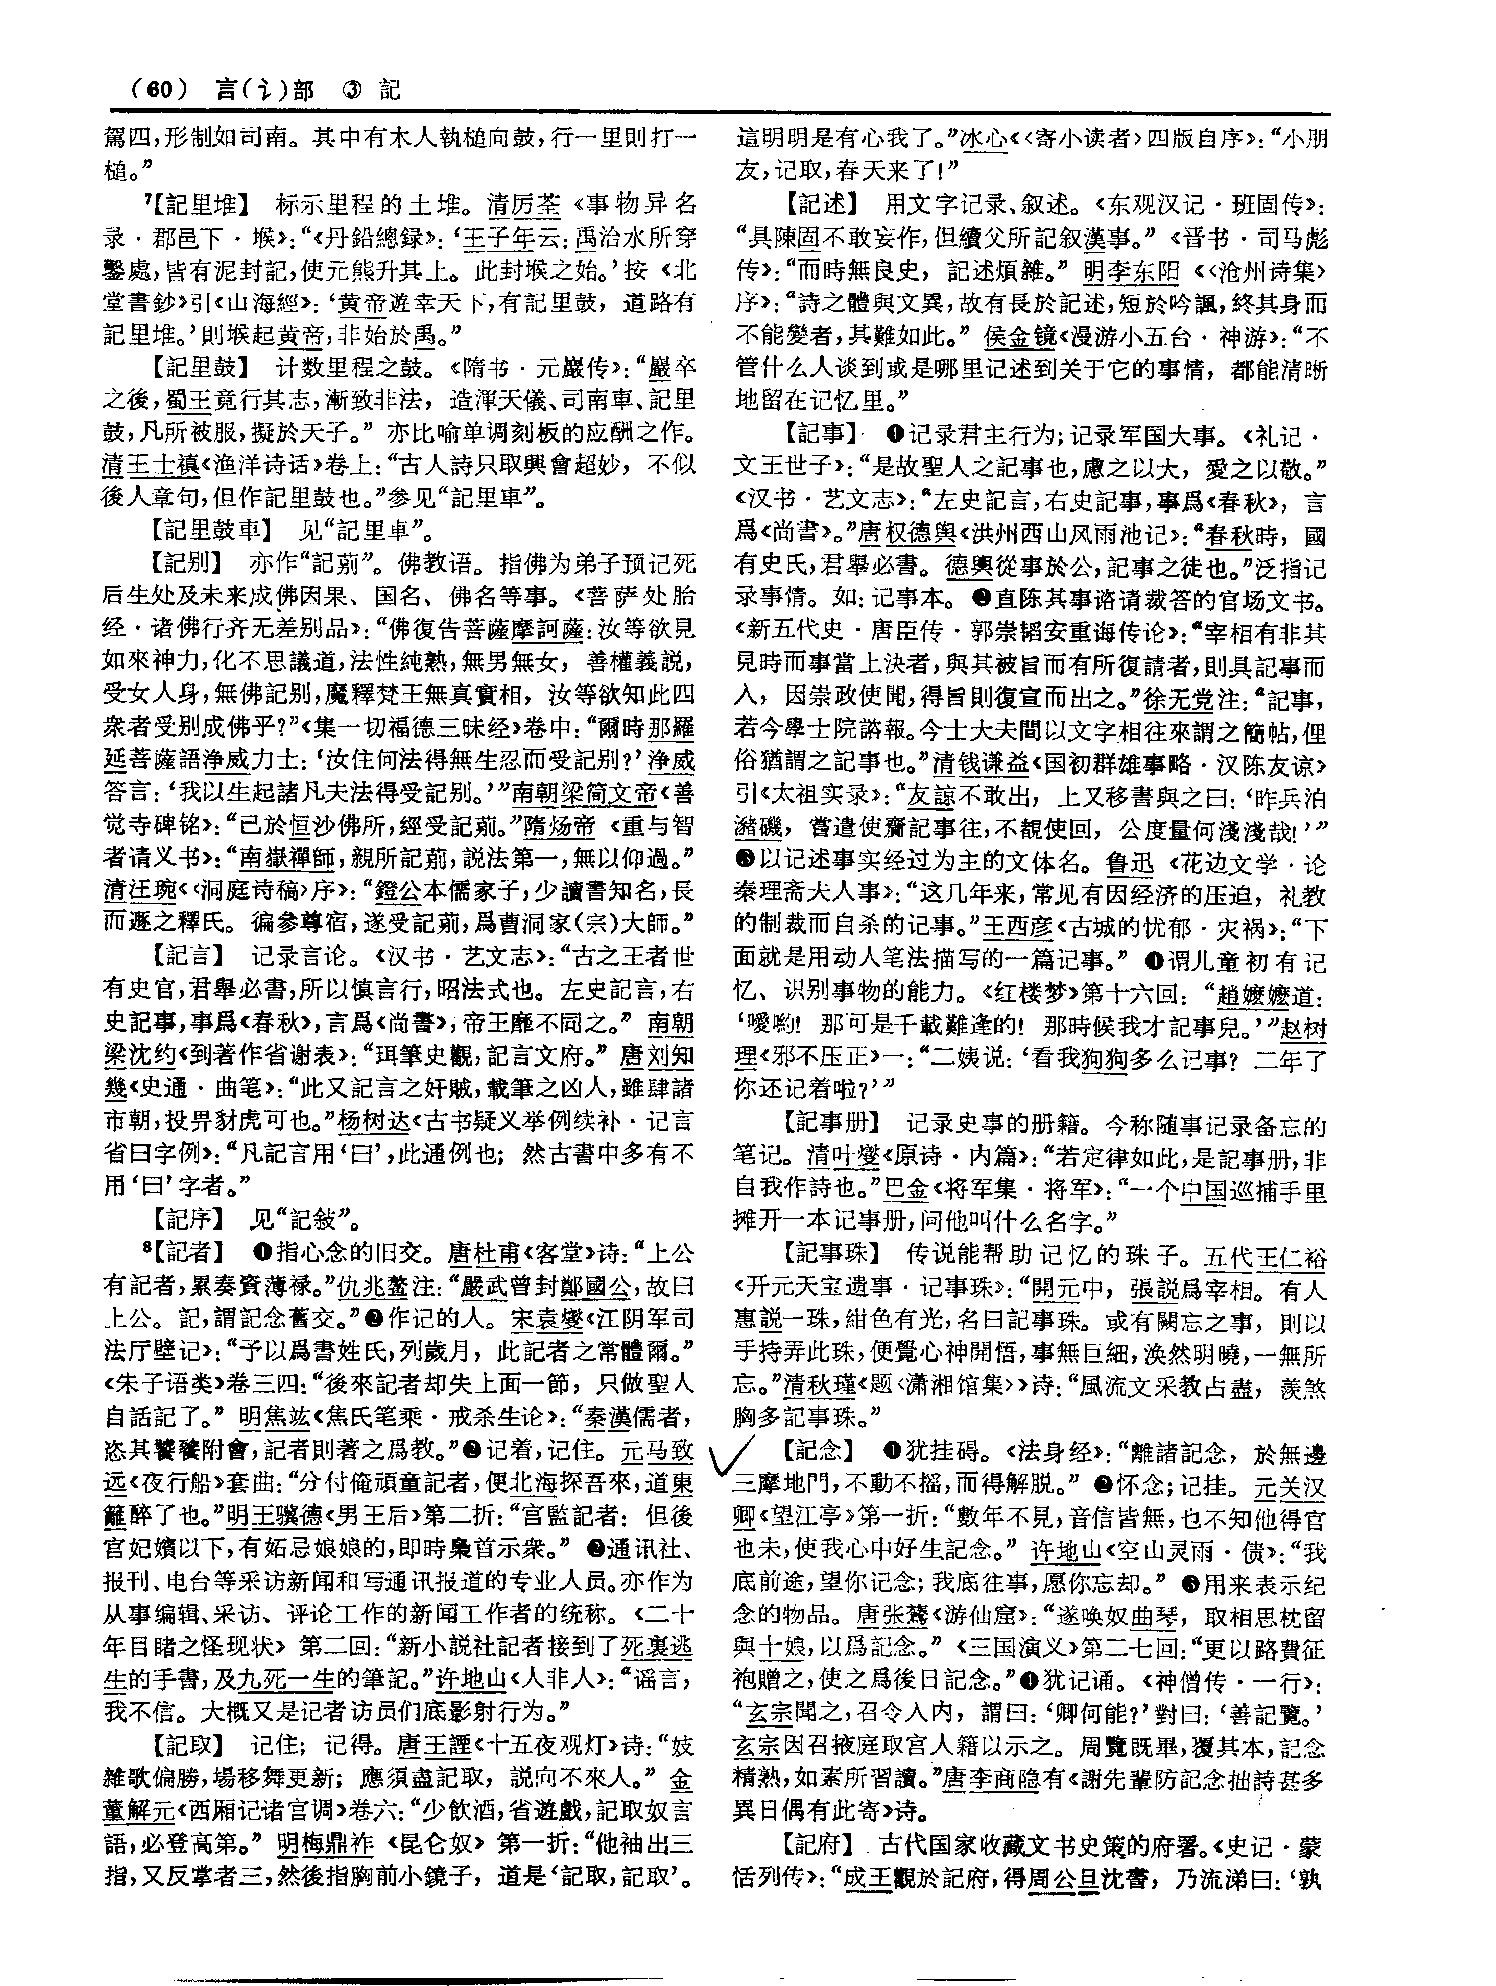 (60) 言(讠)部 ③ 記
駕四,形制如司南。其中有木人執槌向鼓,行一里則打一
槌。”
⁷【記里堆】 标示里程的土堆。清厉荃《事物异名
录·郡邑下·堠》:“《丹鉛總録》:‘王子年云:禹治水所穿
鑿處,皆有泥封記,使元熊升其上。此封堠之始。’按《北
堂書鈔》引《山海經》:‘黄帝遊幸天下,有記里鼓,道路有
記里堆。’則堠起黄帝,非始於禹。”
【記里鼓】 计数里程之鼓。《隋书·元巖传》:“巖卒
之後,蜀王竟行其志,漸致非法,造渾天儀、司南車、記里
鼓,凡所被服,擬於天子。”亦比喻单调刻板的应酬之作。
清王士禛《渔洋诗话》卷上:“古人詩只取興會超妙,不似
後人章句,但作記里鼓也。”参见“記里車”。
【記里鼓車】 见“記里車”。
【記别】 亦作“記莂”。佛教语。指佛为弟子预记死
后生处及未来成佛因果、国名、佛名等事。《菩萨处胎
经·诸佛行齐无差别品》:“佛復告菩薩摩訶薩:汝等欲見
如來神力,化不思議道,法性純熟,無男無女,善權義説,
受女人身,無佛記别,魔釋梵王無真實相,汝等欲知此四
衆者受别成佛乎?”《集一切福德三昧经》卷中:“爾時那羅
延菩薩語浄威力士:‘汝住何法得無生忍而受記别?’浄威
答言:‘我以生起諸凡夫法得受記别。’”南朝梁简文帝《善
觉寺碑铭》:“已於恒沙佛所,經受記莂。”隋炀帝《重与智
者请义书》:“南嶽禪師,親所記莂,説法第一,無以仰過。”
清汪琬《〈洞庭诗稿〉序》:“鐙公本儒家子,少讀書知名,長
而遯之釋氏。徧參尊宿,遂受記莂,爲曹洞家(宗)大師。”
【記言】 记录言论。《汉书·艺文志》:“古之王者世
有史官,君舉必書,所以慎言行,昭法式也。左史記言,右
史記事,事爲《春秋》,言爲《尚書》,帝王靡不同之。”南朝
梁沈约《到著作省谢表》:“珥筆史觀,記言文府。”唐刘知
幾《史通·曲笔》:“此又記言之奸賊,載筆之凶人,雖肆諸
市朝,投畀豺虎可也。”杨树达《古书疑义举例续补·记言
省曰字例》:“凡記言用‘曰’,此通例也;然古書中多有不
用‘曰’字者。”
【記序】 见“記敍”。
⁸【記者】 ❶指心念的旧交。唐杜甫《客堂》诗:“上公
有記者,累奏資薄禄。”仇兆鳌注:“嚴武曾封鄭國公,故曰
上公。記,謂記念舊交。”❷作记的人。宋袁燮《江阴军司
法厅壁记》:“予以爲書姓氏,列歲月,此記者之常體爾。”
《朱子语类》卷三四:“後來記者却失上面一節,只做聖人
自話記了。”明焦竑《焦氏笔乘·戒杀生论》:“秦漢儒者,
恣其饕餮附會,記者則著之爲教。”❷记着,记住。元马致
远《夜行船》套曲:“分付俺頑童記者,便北海探吾來,道東
籬醉了也。”明王骥德《男王后》第二折:“宫監記者:但後
宫妃嬪以下,有妬忌娘娘的,即時梟首示衆。”❸通讯社、
报刊、电台等采访新闻和写通讯报道的专业人员。亦作为
从事编辑、采访、评论工作的新闻工作者的统称。《二十
年目睹之怪现状》第二回:“新小説社記者接到了死裏逃
生的手書,及九死一生的筆記。”许地山《人非人》:“谣言,
我不信。大概又是记者访员们底影射行为。”
【記取】 记住;记得。唐王諲《十五夜观灯》诗:“妓
雜歌偏勝,場移舞更新;應須盡記取,説向不來人。”金
董解元《西厢记诸宫调》卷六:“少飲酒,省遊戲,記取奴言
語,必登高第。”明梅鼎祚《昆仑奴》第一折:“他袖出三
指,又反掌者三,然後指胸前小鏡子,道是‘記取,記取’。
這明明是有心我了。”冰心《〈寄小读者〉四版自序》:“小朋
友,记取,春天来了!”
【記述】 用文字记录、叙述。《东观汉记·班固传》:
“具陳固不敢妄作,但續父所記叙漢事。”《晋书·司马彪
传》:“而時無良史,記述煩雜。”明李东阳《〈沧州诗集〉
序》:“詩之體與文異,故有長於記述,短於吟諷,終其身而
不能變者,其難如此。”侯金镜《漫游小五台·神游》:“不
管什么人谈到或是哪里记述到关于它的事情,都能清晰
地留在记忆里。”
【記事】 ❶记录君主行为;记录军国大事。《礼记·
文王世子》:“是故聖人之記事也,慮之以大,愛之以敬。”
《汉书·艺文志》:“左史記言,右史記事,事爲《春秋》,言
爲《尚書》。”唐权德舆《洪州西山风雨池记》:“春秋時,國
有史氏,君舉必書。德輿從事於公,記事之徒也。”泛指记
录事情。如:记事本。❷直陈其事谘请裁答的官场文书。
《新五代史·唐臣传·郭崇韬安重诲传论》:“宰相有非其
見時而事當上決者,與其被旨而有所復請者,則具記事而
入,因崇政使聞,得旨則復宣而出之。”徐无党注:“記事,
若今學士院諮報。今士大夫間以文字相往來謂之簡帖,俚
俗猶謂之記事也。”清钱谦益《国初群雄事略·汉陈友谅》
引《太祖实录》:“友諒不敢出,上又移書與之曰:‘昨兵泊
瀦磯,嘗遣使齎記事往,不覩使回,公度量何淺淺哉!’”
❸以记述事实经过为主的文体名。鲁迅《花边文学·论
秦理斋夫人事》:“这几年来,常见有因经济的压迫,礼教
的制裁而自杀的记事。”王西彦《古城的忧郁·灾祸》:“下
面就是用动人笔法描写的一篇记事。”❹谓儿童初有记
忆、识别事物的能力。《红楼梦》第十六回:“趙嬷嬷道:
‘噯喲!那可是千載難逢的!那時候我才記事兒。’”赵树
理《邪不压正》一:“二姨说:‘看我狗狗多么记事?二年了
你还记着啦?’”
【記事册】 记录史事的册籍。今称随事记录备忘的
笔记。清叶燮《原诗·内篇》:“若定律如此,是記事册,非
自我作詩也。”巴金《将军集·将军》:“一个中国巡捕手里
摊开一本记事册,问他叫什么名字。”
【記事珠】 传说能帮助记忆的珠子。五代王仁裕
《开元天宝遗事·记事珠》:“開元中,張説爲宰相。有人
惠説一珠,紺色有光,名曰記事珠。或有闕忘之事,則以
手持弄此珠,便覺心神開悟,事無巨細,涣然明曉,一無所
忘。”清秋瑾《题〈潇湘馆集〉》诗:“風流文采教占盡,羨煞
胸多記事珠。”
【記念】 ❶犹挂碍。《法身经》:“離諸記念,於無邊
三摩地門,不動不摇,而得解脱。”❷怀念;记挂。元关汉
卿《望江亭》第一折:“數年不見,音信皆無,也不知他得官
也未,使我心中好生記念。”许地山《空山灵雨·债》:“我
底前途,望你记念;我底往事,愿你忘却。”❸用来表示纪
念的物品。唐张鷟《游仙窟》:“遂唤奴曲琴,取相思枕留
與十娘,以爲記念。”《三国演义》第二七回:“更以路費征
袍贈之,使之爲後日記念。”❹犹记诵。《神僧传·一行》:
“玄宗聞之,召令入内,謂曰:‘卿何能?’對曰:‘善記覽。’
玄宗因召掖庭取宫人籍以示之。周覽既畢,覆其本,記念
精熟,如素所習讀。”唐李商隐有《謝先輩防記念拙詩甚多
異日偶有此寄》诗。
【記府】 古代国家收藏文书史策的府署。《史记·蒙
恬列传》:“成王觀於記府,得周公旦沈書,乃流涕曰:‘孰